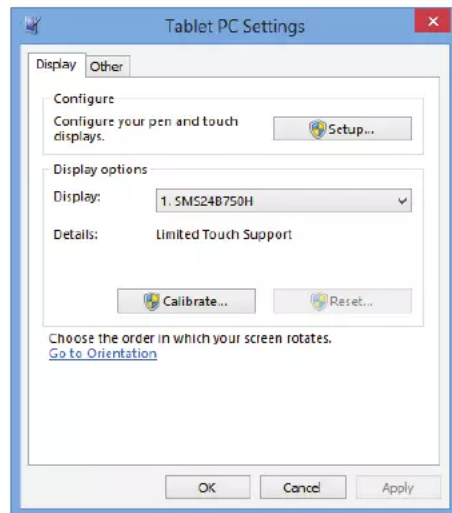 Tablet PC Settings
Display
Other
Configure
Configure your pen and touch
displays.
Setup...
Display options
Display:
1. SMS24B750H
Details:
Limited Touch Support
Calibrate...
Reset...
Choose the order in which your screen rotates.
Go to Orientation
OK
Cancel
Apply